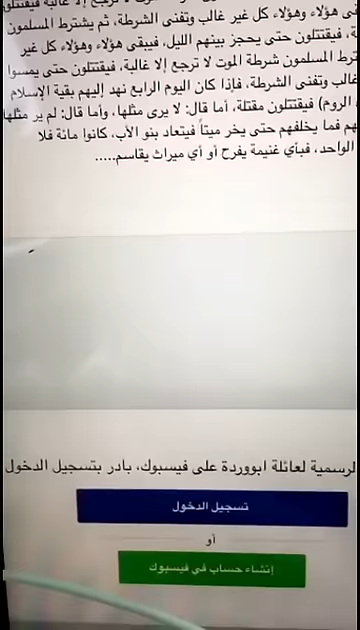 هؤلاء وهؤلاء كل غير غالب وتفنى الشرطة، ثم يشترط المسلمون
فيقتتلون حتى يحجز بينهم الليل، فيبقى هؤلاء وهؤلاء كل غير
المسلمون شرطة الموت لا ترجع إلا غالبة، فيقتتلون حتى يمسوا
غالب وتفنى الشرطة، فإذا كان اليوم الرابع نهد إليهم بقية الإسلام
الروم) فيقتتلون مقتلة، أما قال: لا يرى مثلها، وأما قال: لم ير مثلها
فما يخلفهم حتى يخر ميتاً فيتعاد بنو الأب، كانوا مائة فلا
الواحد، فبأي غنيمة يفرح أو أي ميراث يقاسم.....
الرسمية لعائلة ابووردة على فيسبوك، بادر بتسجيل الدخول
تسجيل الدخول
أو
إنشاء حساب في فيسبوك